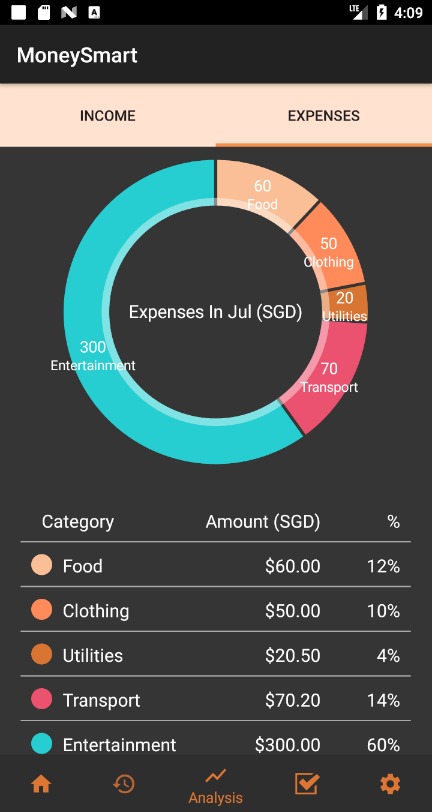 LTE 4:09
MoneySmart
INCOME EXPENSES
60
Food
50
Clothing
20
Utilities
Expenses In Jul (SGD)
300
Entertainment
70
Transport
Category Amount (SGD) %
Food $60.00 12%
Clothing $50.00 10%
Utilities $20.50 4%
Transport $70.20 14%
Entertainment $300.00 60%
Analysis